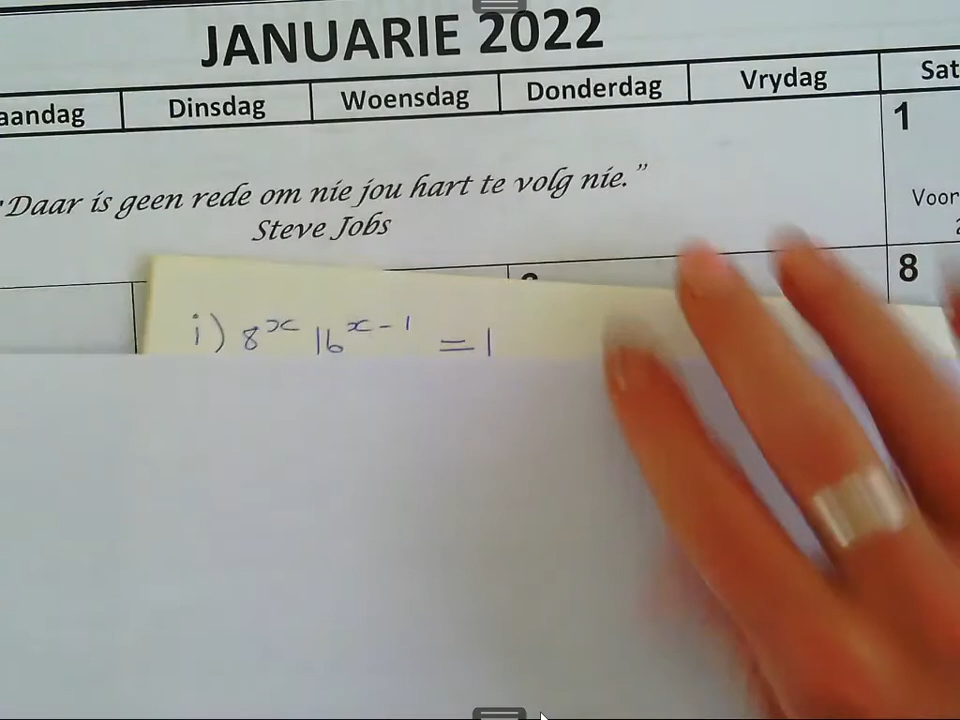 JANUARIE 2022
aandag Dinsdag Woensdag Donderdag Vrydag Sat
1
"Daar is geen rede om nie jou hart te volg nie."
Steve Jobs
Voor
8
i) 8^x 16^{x-1} = 1